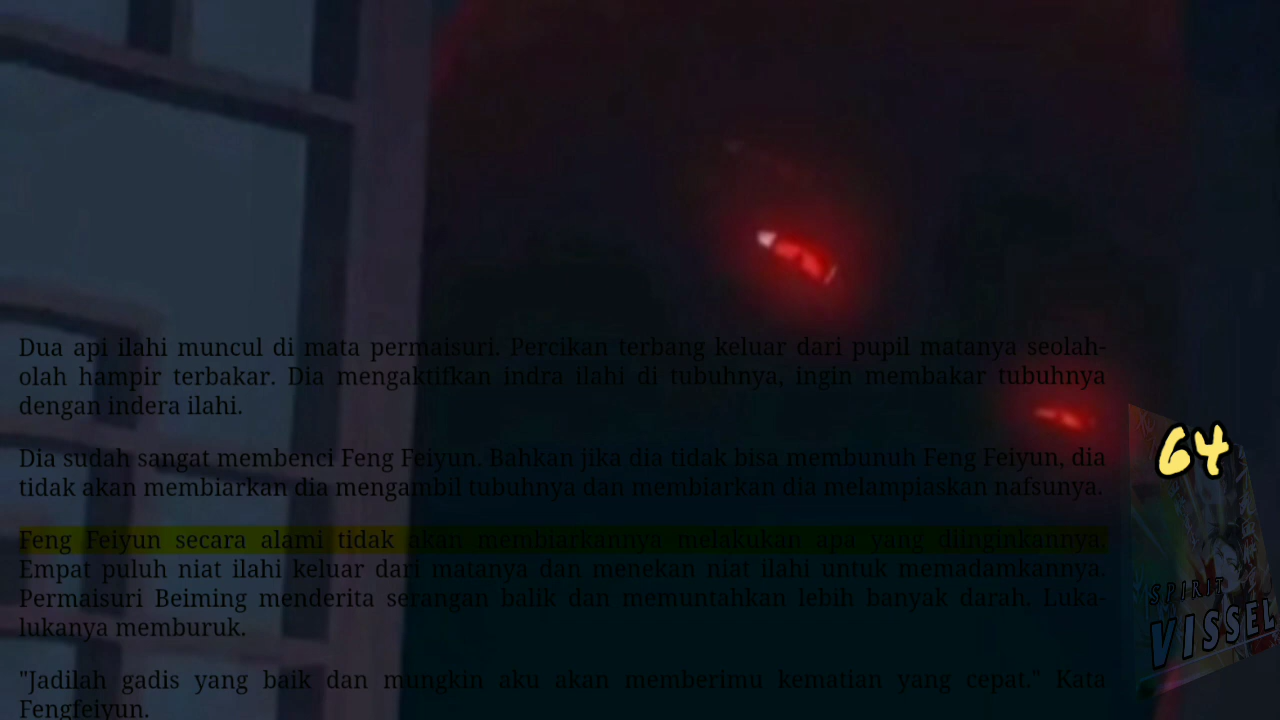 Dua api ilahi muncul di mata permaisuri. Percikan terbang keluar dari pupil matanya seolah-
olah hampir terbakar. Dia mengaktifkan indra ilahi di tubuhnya, ingin membakar tubuhnya
dengan indera ilahi.
Dia sudah sangat membenci Feng Feiyun. Bahkan jika dia tidak bisa membunuh Feng Feiyun, dia
tidak akan membiarkan dia mengambil tubuhnya dan membiarkan dia melampiaskan nafsunya.
Feng Feiyun secara alami tidak akan membiarkannya melakukan apa yang diinginkannya.
Empat puluh niat ilahi keluar dari matanya dan menekan niat ilahi untuk memadamkannya.
Permaisuri Beiming menderita serangan balik dan memuntahkan lebih banyak darah. Luka-
lukanya memburuk.
"Jadilah gadis yang baik dan mungkin aku akan memberimu kematian yang cepat." Kata
Fengfeiyun.
64
SPIRIT
VISSEL